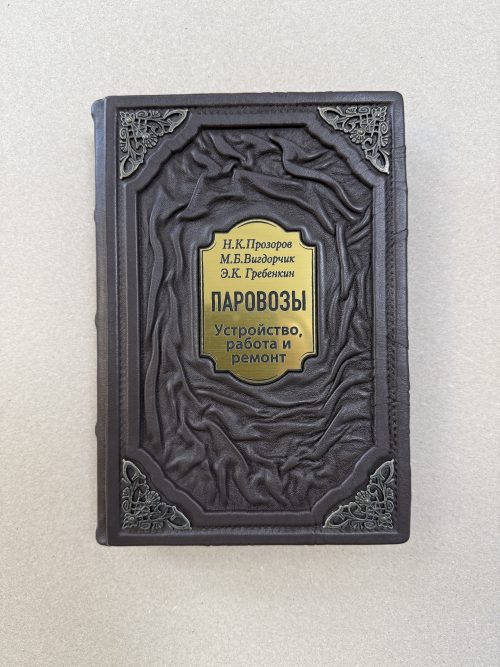 Н.К.Прозоров
М.Б.Вигдорчик
Э.К. Гребенкин
ПАРОВОЗЫ
Устройство,
работа и
ремонт